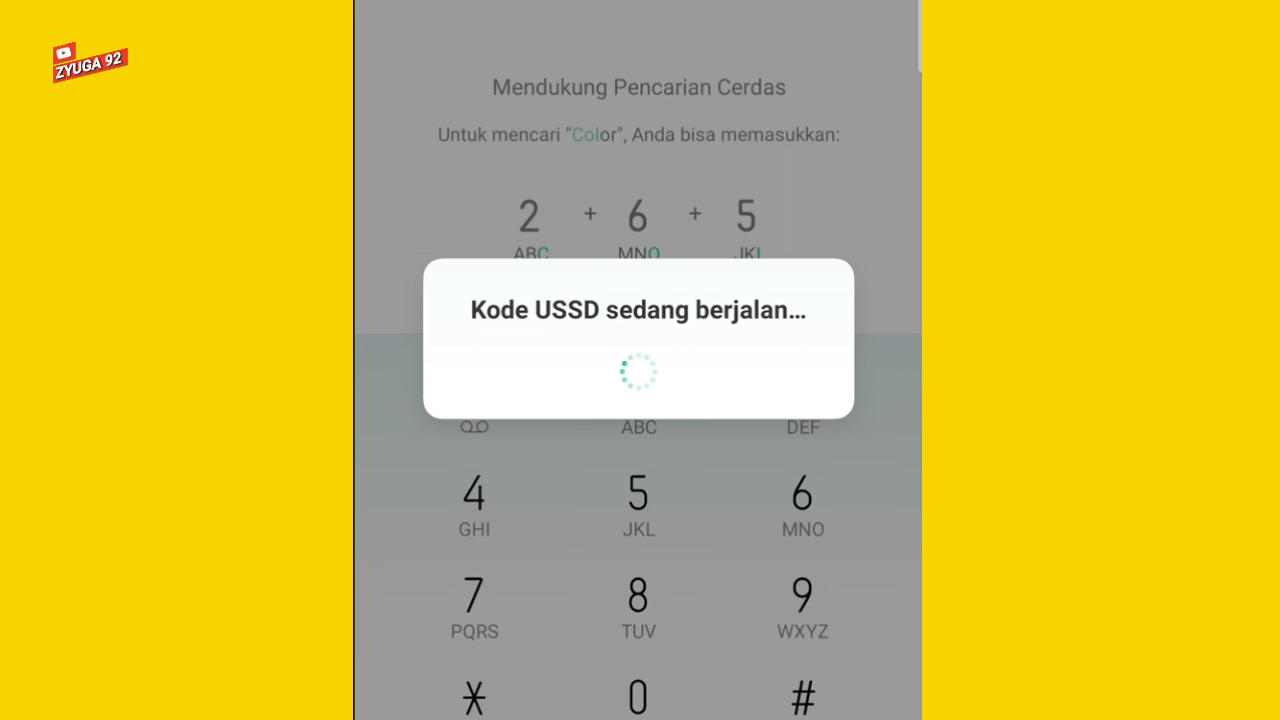 ZYUGA 92
Mendukung Pencarian Cerdas
Untuk mencari "Color", Anda bisa memasukkan:
2 + 6 + 5
ABC MNO JKL
Kode USSD sedang berjalan...
ABC DEF
4 5 6
GHI JKL MNO
7 8 9
PQRS TUV WXYZ
* 0 #